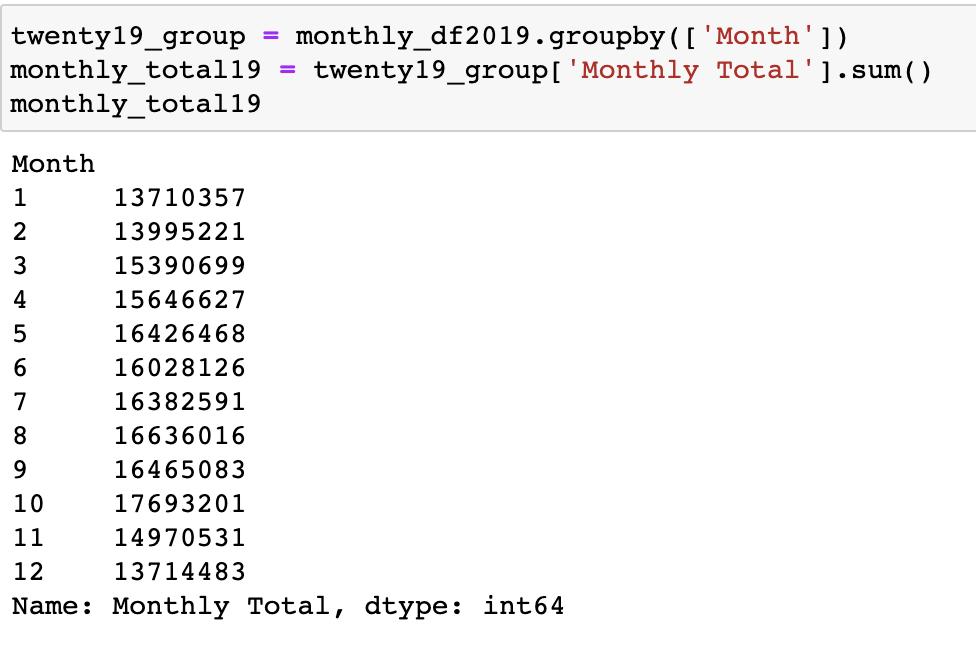 twenty19_group = monthly_df2019.groupby(['Month'])
monthly_total19 = twenty19_group['Monthly Total'].sum()
monthly_total19
Month
1     13710357
2     13995221
3     15390699
4     15646627
5     16426468
6     16028126
7     16382591
8     16636016
9     16465083
10    17693201
11    14970531
12    13714483
Name: Monthly Total, dtype: int64